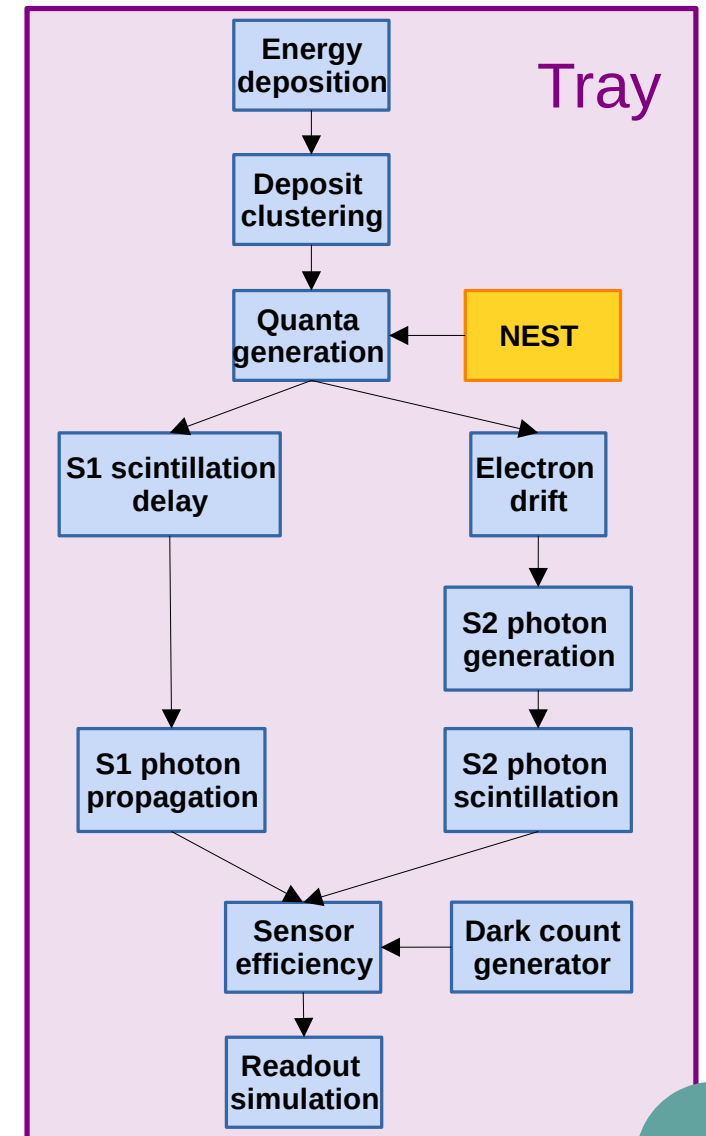 Tray
Energy
deposition
Deposit
clustering
Quanta
generation
NEST
S1 scintillation
delay
Electron
drift
S2 photon
generation
S1 photon
propagation
S2 photon
scintillation
Sensor
efficiency
Dark count
generator
Readout
simulation